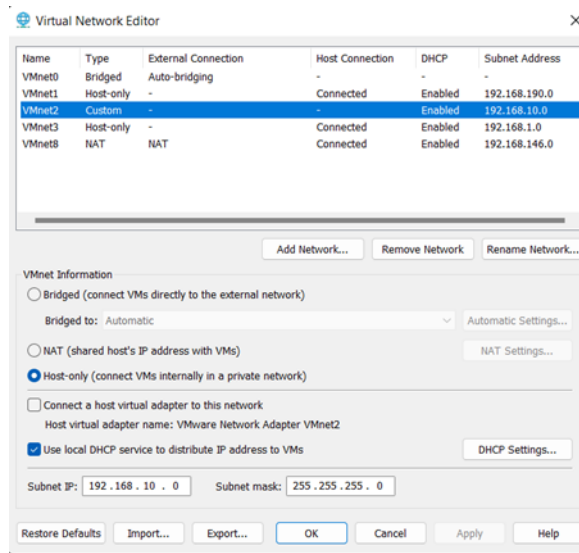 Virtual Network Editor
Name Type External Connection Host Connection DHCP Subnet Address
VMnet0 Bridged Auto-bridging - - -
VMnet1 Host-only - Connected Enabled 192.168.190.0
VMnet2 Custom - - Enabled 192.168.10.0
VMnet3 Host-only - Connected Enabled 192.168.1.0
VMnet8 NAT NAT Connected Enabled 192.168.146.0
Add Network... Remove Network Rename Network...
VMnet Information
Bridged (connect VMs directly to the external network)
Bridged to: Automatic Automatic Settings...
NAT (shared host's IP address with VMs) NAT Settings...
Host-only (connect VMs internally in a private network)
Connect a host virtual adapter to this network
Host virtual adapter name: VMware Network Adapter VMnet2
Use local DHCP service to distribute IP address to VMs DHCP Settings...
Subnet IP: 192.168.10.0 Subnet mask: 255.255.255.0
Restore Defaults Import... Export... OK Cancel Apply Help